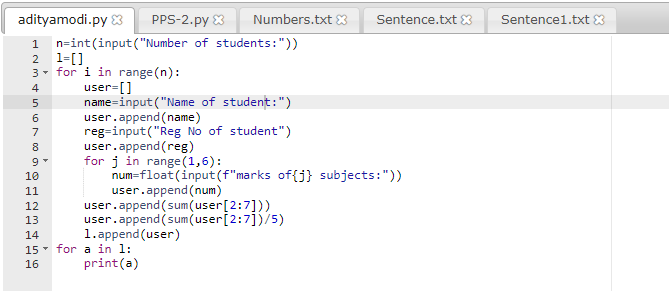 adityamodi.py PPS-2.py Numbers.txt Sentence.txt Sentence1.txt
1 n=int(input("Number of students:"))
2 l=[]
3 for i in range(n):
4     user=[]
5     name=input("Name of student:")
6     user.append(name)
7     reg=input("Reg No of student")
8     user.append(reg)
9     for j in range(1,6):
10         num=float(input(f"marks of{j} subjects:"))
11         user.append(num)
12     user.append(sum(user[2:7]))
13     user.append(sum(user[2:7])/5)
14     l.append(user)
15 for a in l:
16     print(a)